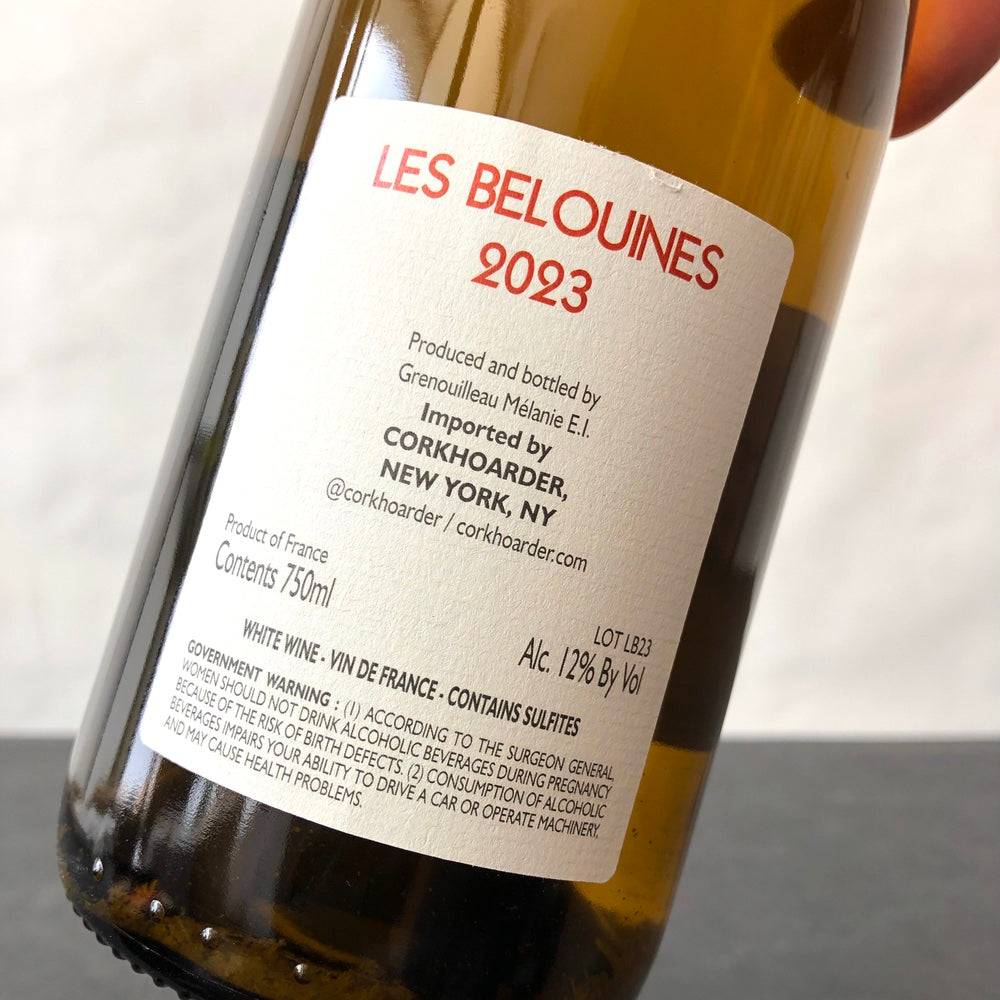 LES BELOUINES
2023
Produced and bottled by
Grenouilleau Mélanie E.I.
Imported by
CORKHOARDER,
NEW YORK, NY
@corkhoarder / corkhoarder.com
Product of France
Contents 750ml
LOT LB23
Alc. 12% By Vol
WHITE WINE - VIN DE FRANCE - CONTAINS SULFITES
GOVERNMENT WARNING : (1) ACCORDING TO THE SURGEON GENERAL,
WOMEN SHOULD NOT DRINK ALCOHOLIC BEVERAGES DURING PREGNANCY
BECAUSE OF THE RISK OF BIRTH DEFECTS. (2) CONSUMPTION OF ALCOHOLIC
BEVERAGES IMPAIRS YOUR ABILITY TO DRIVE A CAR OR OPERATE MACHINERY,
AND MAY CAUSE HEALTH PROBLEMS.